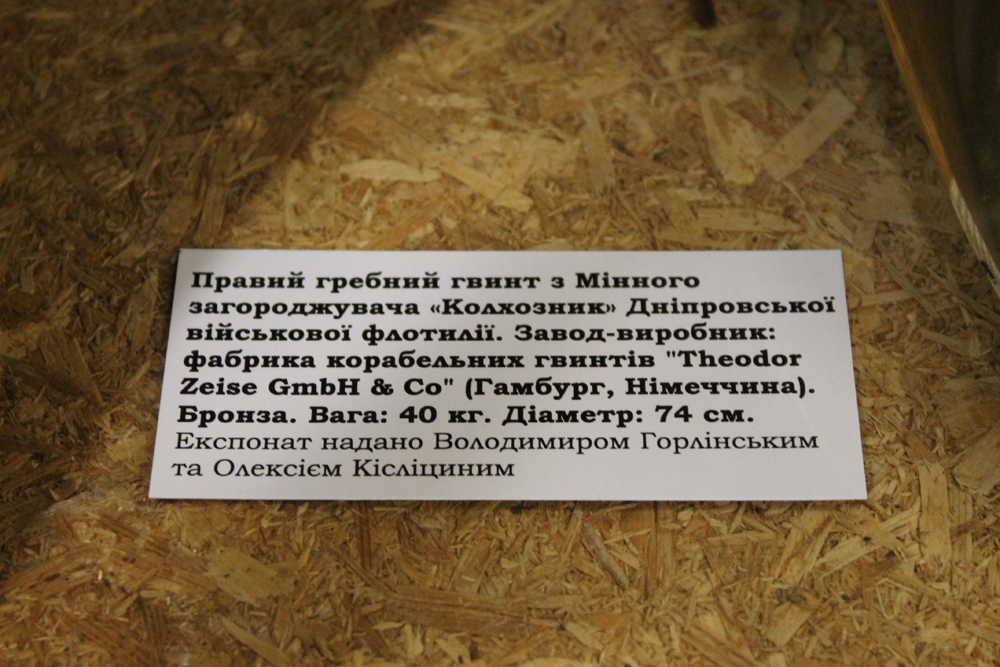 Правий гребний гвинт з Мінного
загороджувача «Колхозник» Дніпровської
військової флотилії. Завод-виробник:
фабрика корабельних гвинтів "Theodor
Zeise GmbH & Co" (Гамбург, Німеччина).
Бронза. Вага: 40 кг. Діаметр: 74 см.
Експонат надано Володимиром Горлінським
та Олексієм Кісліциним